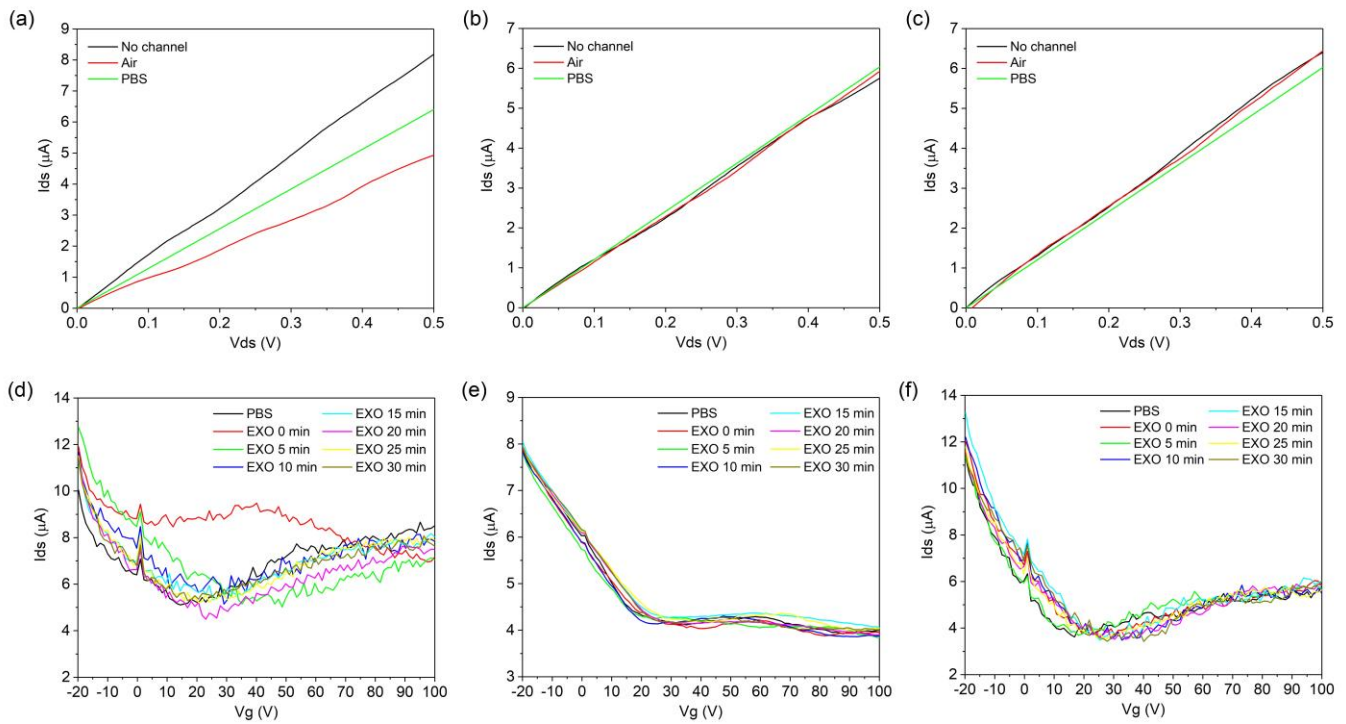 (a)
9
8
7
6
5
4
3
2
1
0
0.0 0.1 0.2 0.3 0.4 0.5
Ids (μA)
Vds (V)
No channel
Air
PBS
(b)
7
6
5
4
3
2
1
0
0.0 0.1 0.2 0.3 0.4 0.5
Ids (μA)
Vds (V)
No channel
Air
PBS
(c)
7
6
5
4
3
2
1
0
0.0 0.1 0.2 0.3 0.4 0.5
Ids (μA)
Vds (V)
No channel
Air
PBS
(d)
14
12
10
8
6
4
2
-20 -10 0 10 20 30 40 50 60 70 80 90 100
Ids (μA)
Vg (V)
PBS EXO 15 min
EXO 0 min EXO 20 min
EXO 5 min EXO 25 min
EXO 10 min EXO 30 min
(e)
9
8
7
6
5
4
3
-20 -10 0 10 20 30 40 50 60 70 80 90 100
Ids (μA)
Vg (V)
PBS EXO 15 min
EXO 0 min EXO 20 min
EXO 5 min EXO 25 min
EXO 10 min EXO 30 min
(f)
14
12
10
8
6
4
2
-20 -10 0 10 20 30 40 50 60 70 80 90 100
Ids (μA)
Vg (V)
PBS EXO 15 min
EXO 0 min EXO 20 min
EXO 5 min EXO 25 min
EXO 10 min EXO 30 min